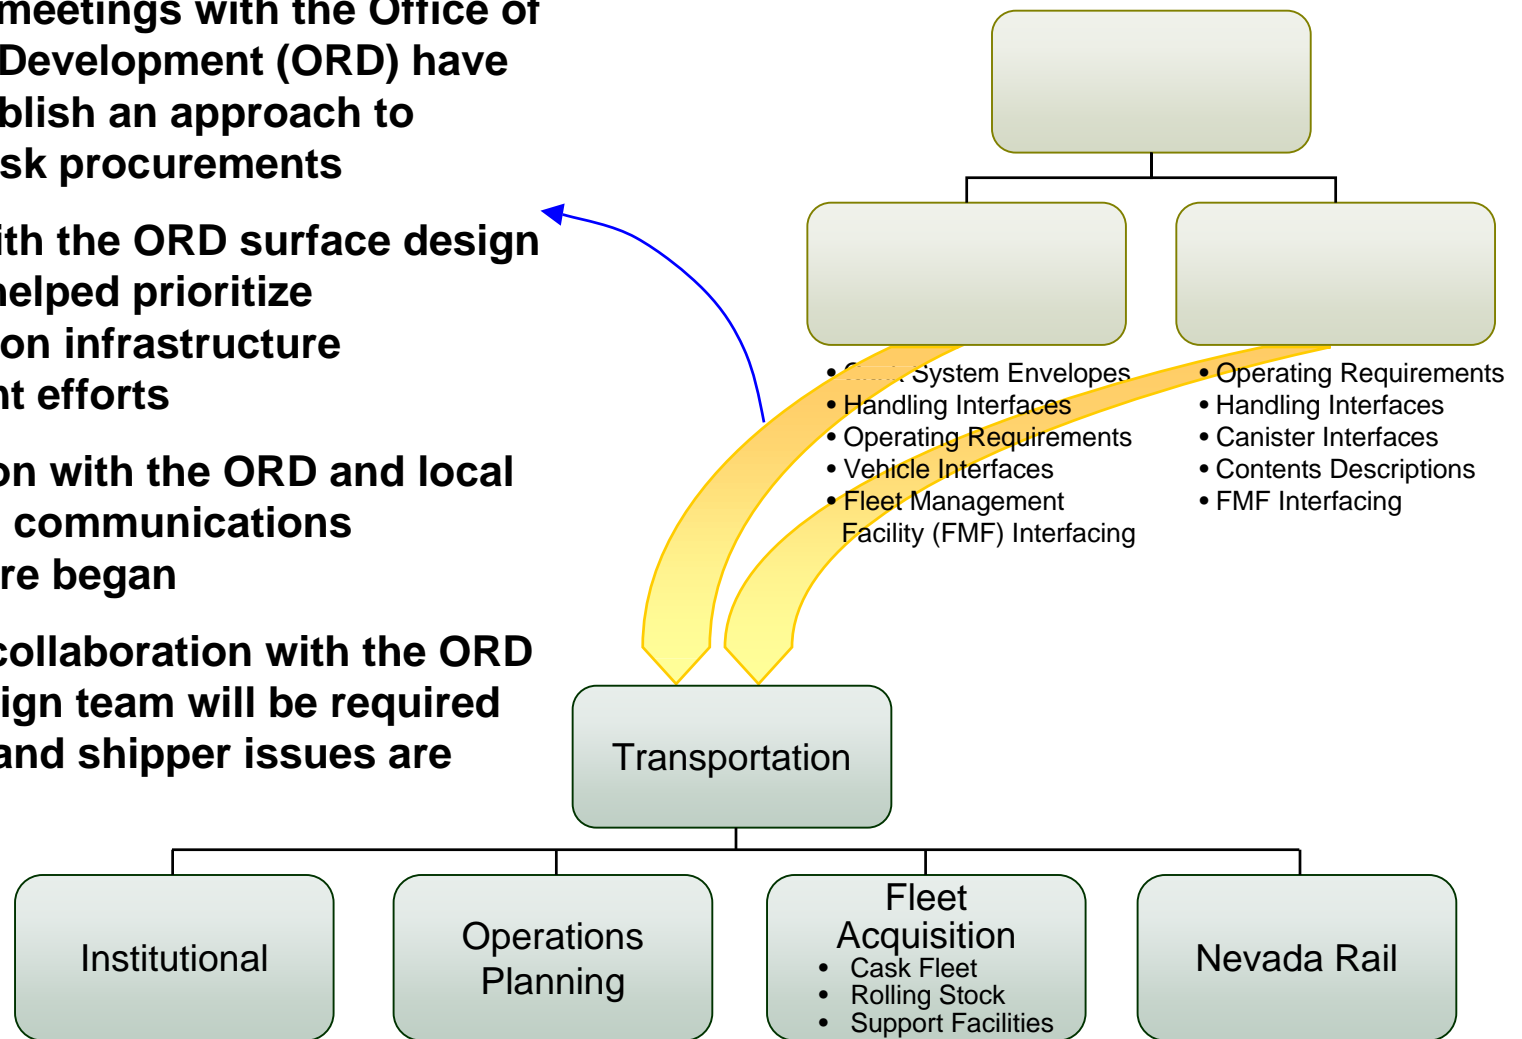 meetings with the Office of
Development (ORD) have
blish an approach to
sk procurements
ith the ORD surface design
helped prioritize
on infrastructure
nt efforts
on with the ORD and local
communications
re began
collaboration with the ORD
ign team will be required
and shipper issues are
• System Envelopes
• Handling Interfaces
• Operating Requirements
• Vehicle Interfaces
• Fleet Management
Facility (FMF) Interfacing
• Operating Requirements
• Handling Interfaces
• Canister Interfaces
• Contents Descriptions
• FMF Interfacing
Transportation
Institutional
Operations
Planning
Fleet
Acquisition
• Cask Fleet
• Rolling Stock
• Support Facilities
Nevada Rail